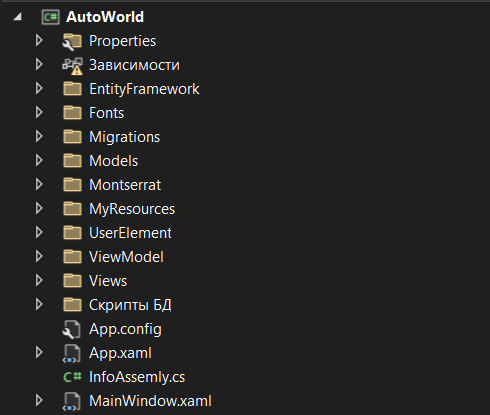 AutoWorld
Properties
Зависимости
EntityFramework
Fonts
Migrations
Models
Montserrat
MyResources
UserElement
ViewModel
Views
Скрипты БД
App.config
App.xaml
InfoAssemly.cs
MainWindow.xaml